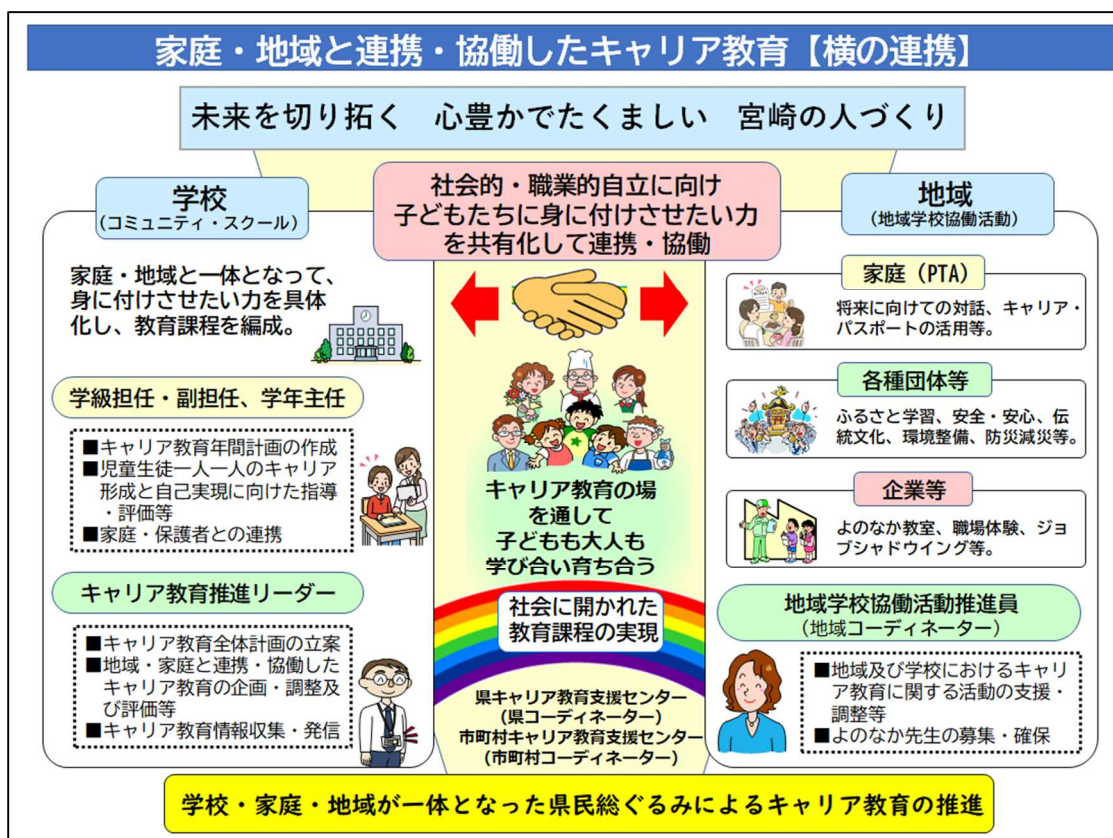 家庭・地域と連携・協働したキャリア教育【横の連携】
未来を切り拓く　心豊かでたくましい　宮崎の人づくり
学校
(コミュニティ・スクール)
家庭・地域と一体となって、
身に付けさせたい力を具体
化し、教育課程を編成。
学級担任・副担任、学年主任
■キャリア教育年間計画の作成
■児童生徒一人一人のキャリア
形成と自己実現に向けた指導
・評価等
■家庭・保護者との連携
キャリア教育推進リーダー
■キャリア教育全体計画の立案
■地域・家庭と連携・協働した
キャリア教育の企画・調整及
び評価等
■キャリア教育情報収集・発信
社会的・職業的自立に向け
子どもたちに身に付けさせたい力
を共有化して連携・協働
キャリア教育の場
を通して
子どもも大人も
学び合い育ち合う
社会に開かれた
教育課程の実現
県キャリア教育支援センター
(県コーディネーター)
市町村キャリア教育支援センター
(市町村コーディネーター)
地域
(地域学校協働活動)
家庭（PTA）
将来に向けての対話、キャリア・
パスポートの活用等。
各種団体等
ふるさと学習、安全・安心、伝
統文化、環境整備、防災減災等。
企業等
よのなか教室、職場体験、ジョ
ブシャドウイング等。
地域学校協働活動推進員
（地域コーディネーター）
■地域及び学校におけるキャリ
ア教育に関する活動の支援・
調整等
■よのなか先生の募集・確保
学校・家庭・地域が一体となった県民総ぐるみによるキャリア教育の推進